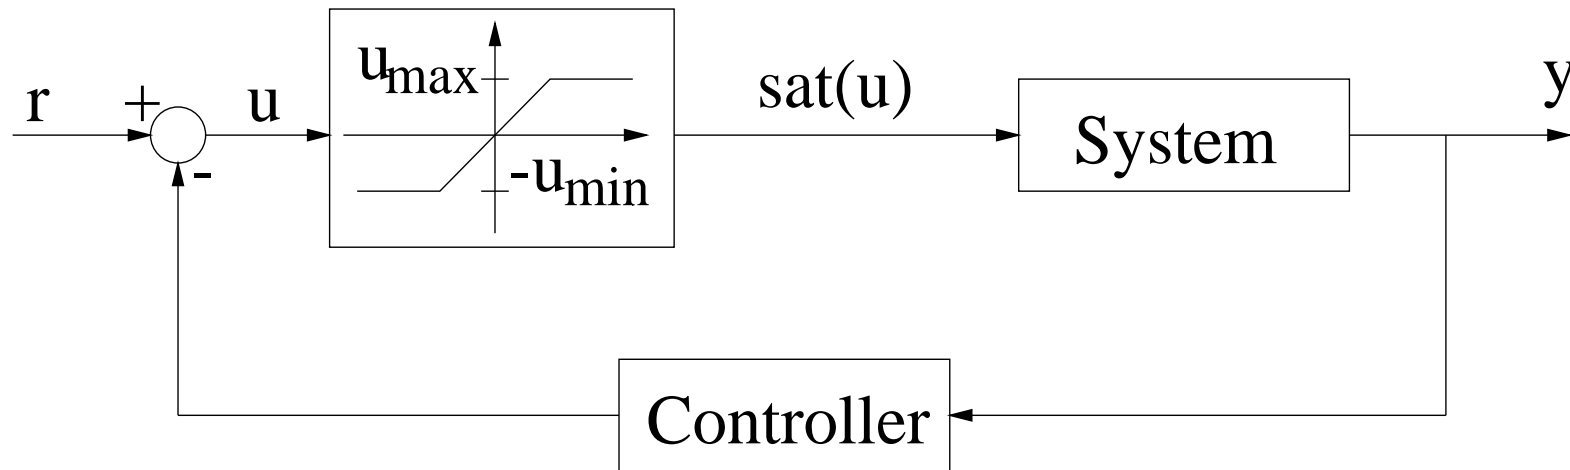 r
+
-
u
u_max
-u_min
sat(u)
System
y
Controller